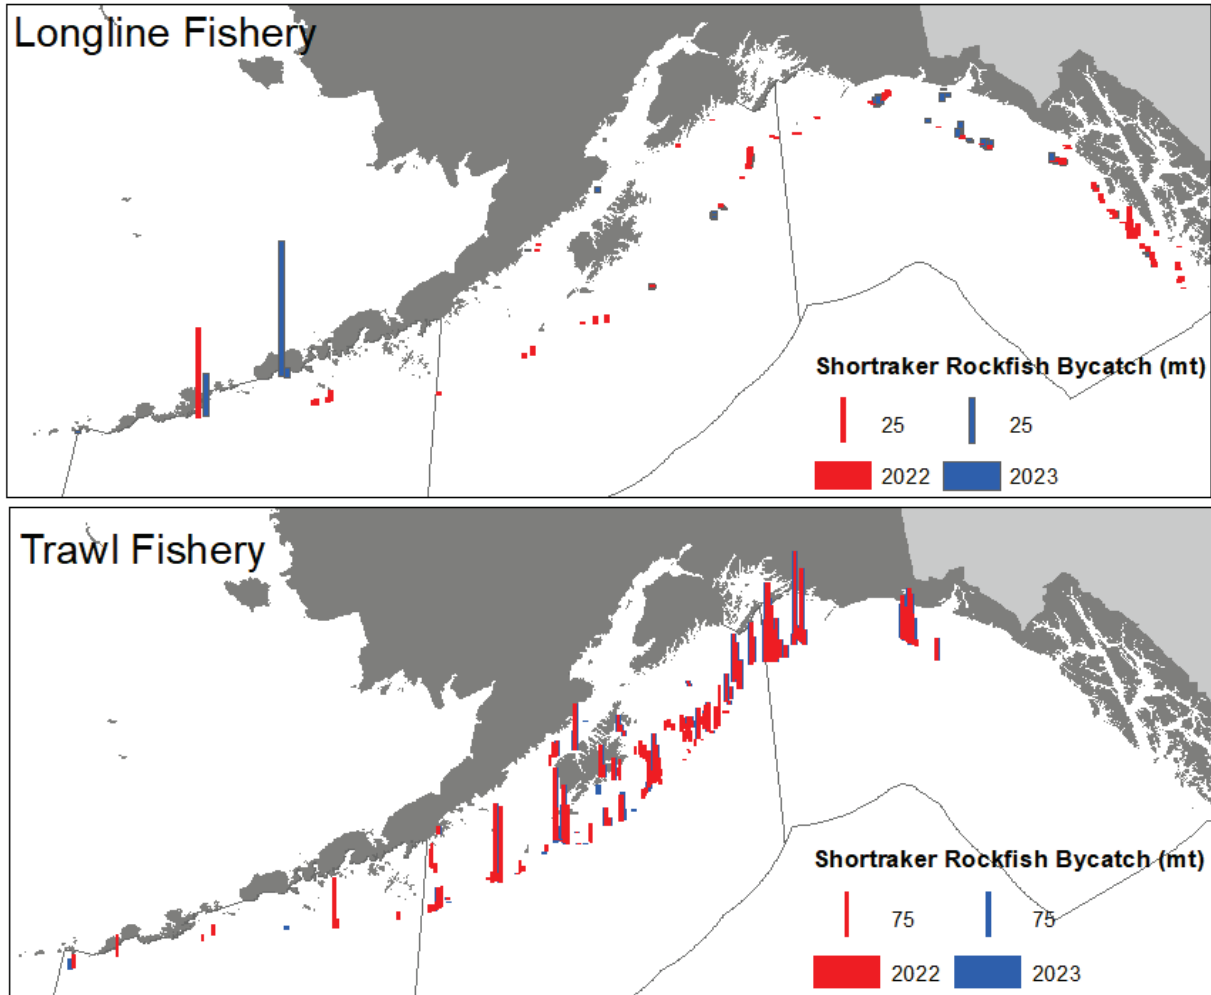 Longline Fishery
Shortraker Rockfish Bycatch (mt)
25 25
2022 2023
Trawl Fishery
Shortraker Rockfish Bycatch (mt)
75 75
2022 2023